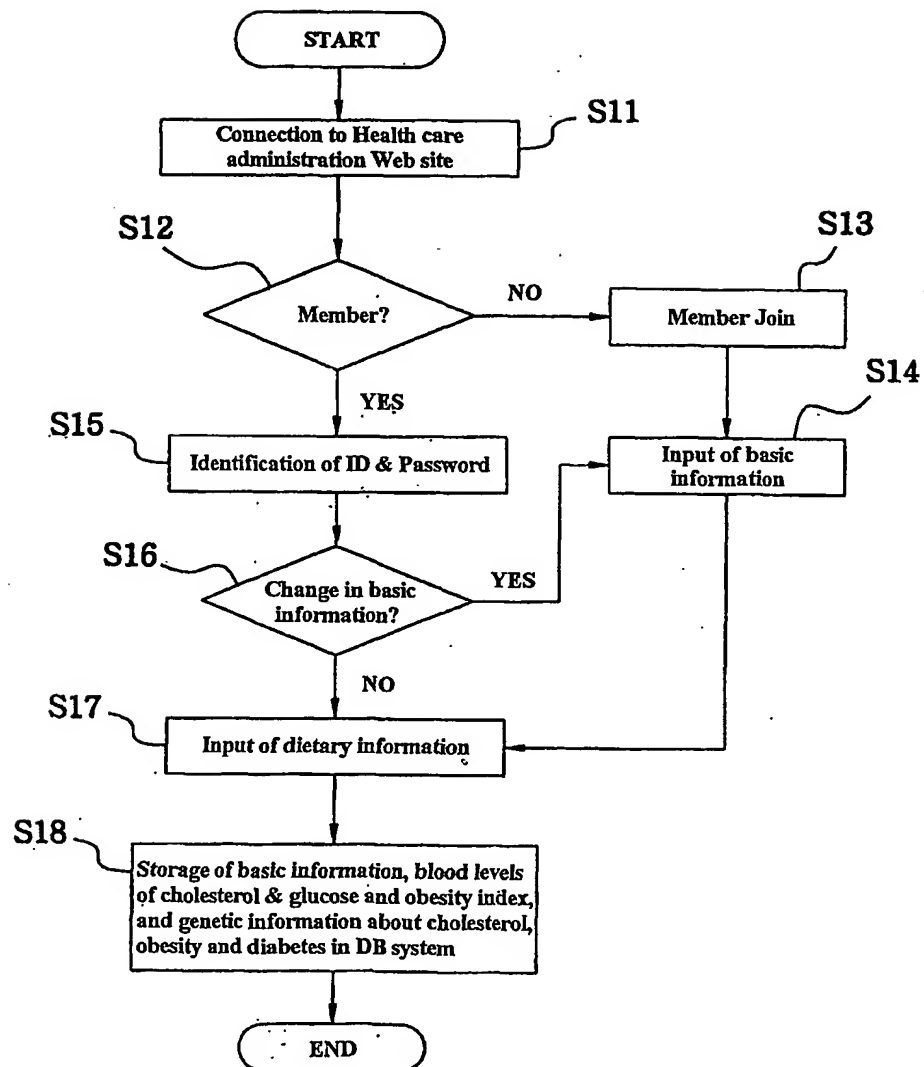 START
S11
Connection to Health care
administration Web site
S12
S13
Member?
NO
Member Join
YES
S14
S15
Identification of ID & Password
Input of basic
information
S16
Change in basic
information?
YES
NO
S17
Input of dietary information
S18
Storage of basic information, blood levels
of cholesterol & glucose and obesity index,
and genetic information about cholesterol,
obesity and diabetes in DB system
END